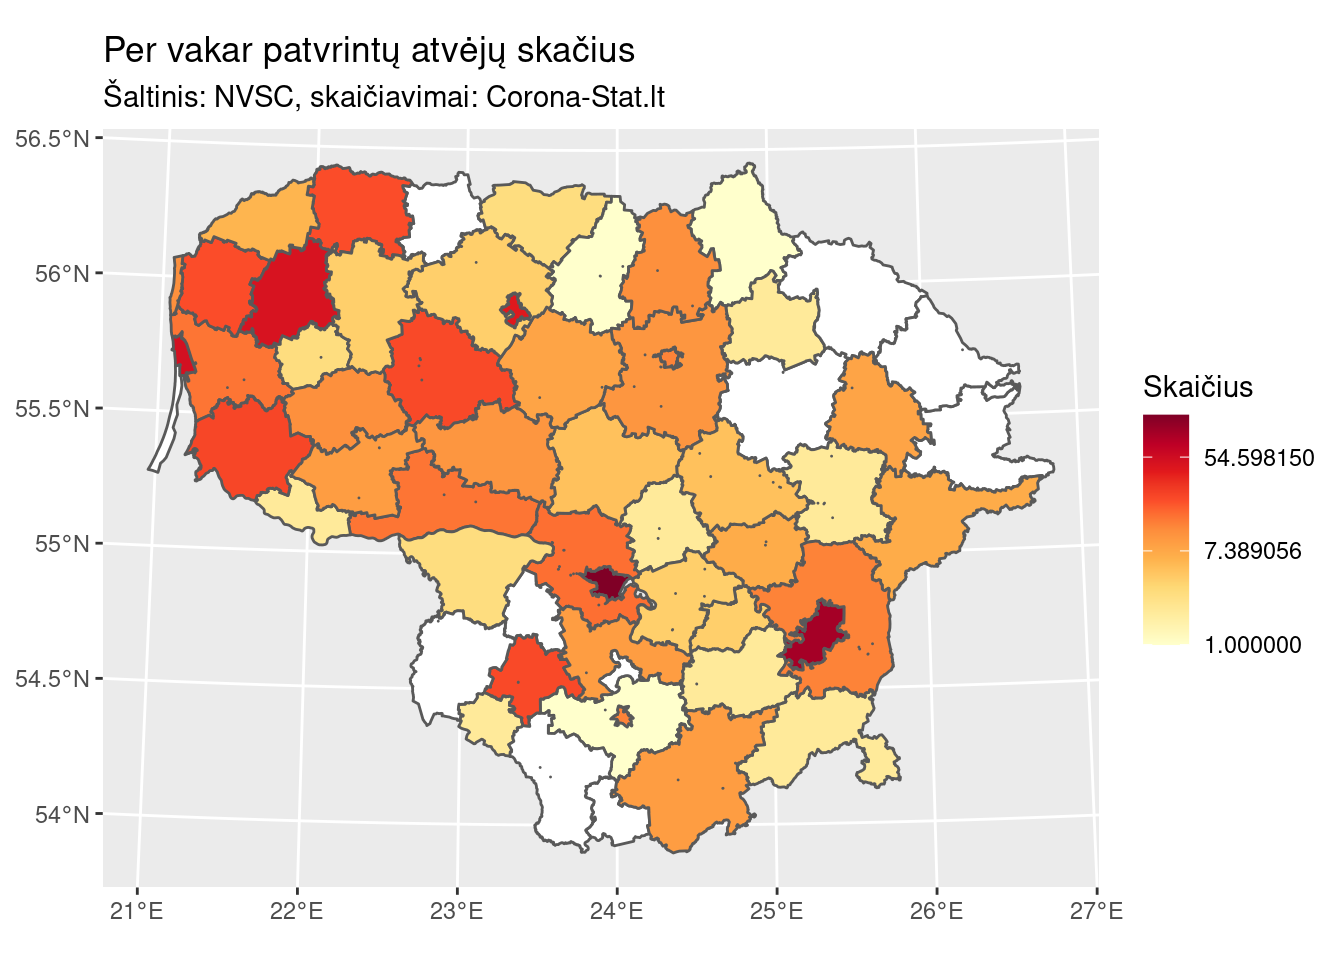 Per vakar patvrintų atvėjų skačius
Šaltinis: NVSC, skaičiavimai: Corona-Stat.lt
56.5°N
56°N
55.5°N
55°N
54.5°N
54°N
21°E
22°E
23°E
24°E
25°E
26°E
27°E
Skaičius
54.598150
7.389056
1.000000